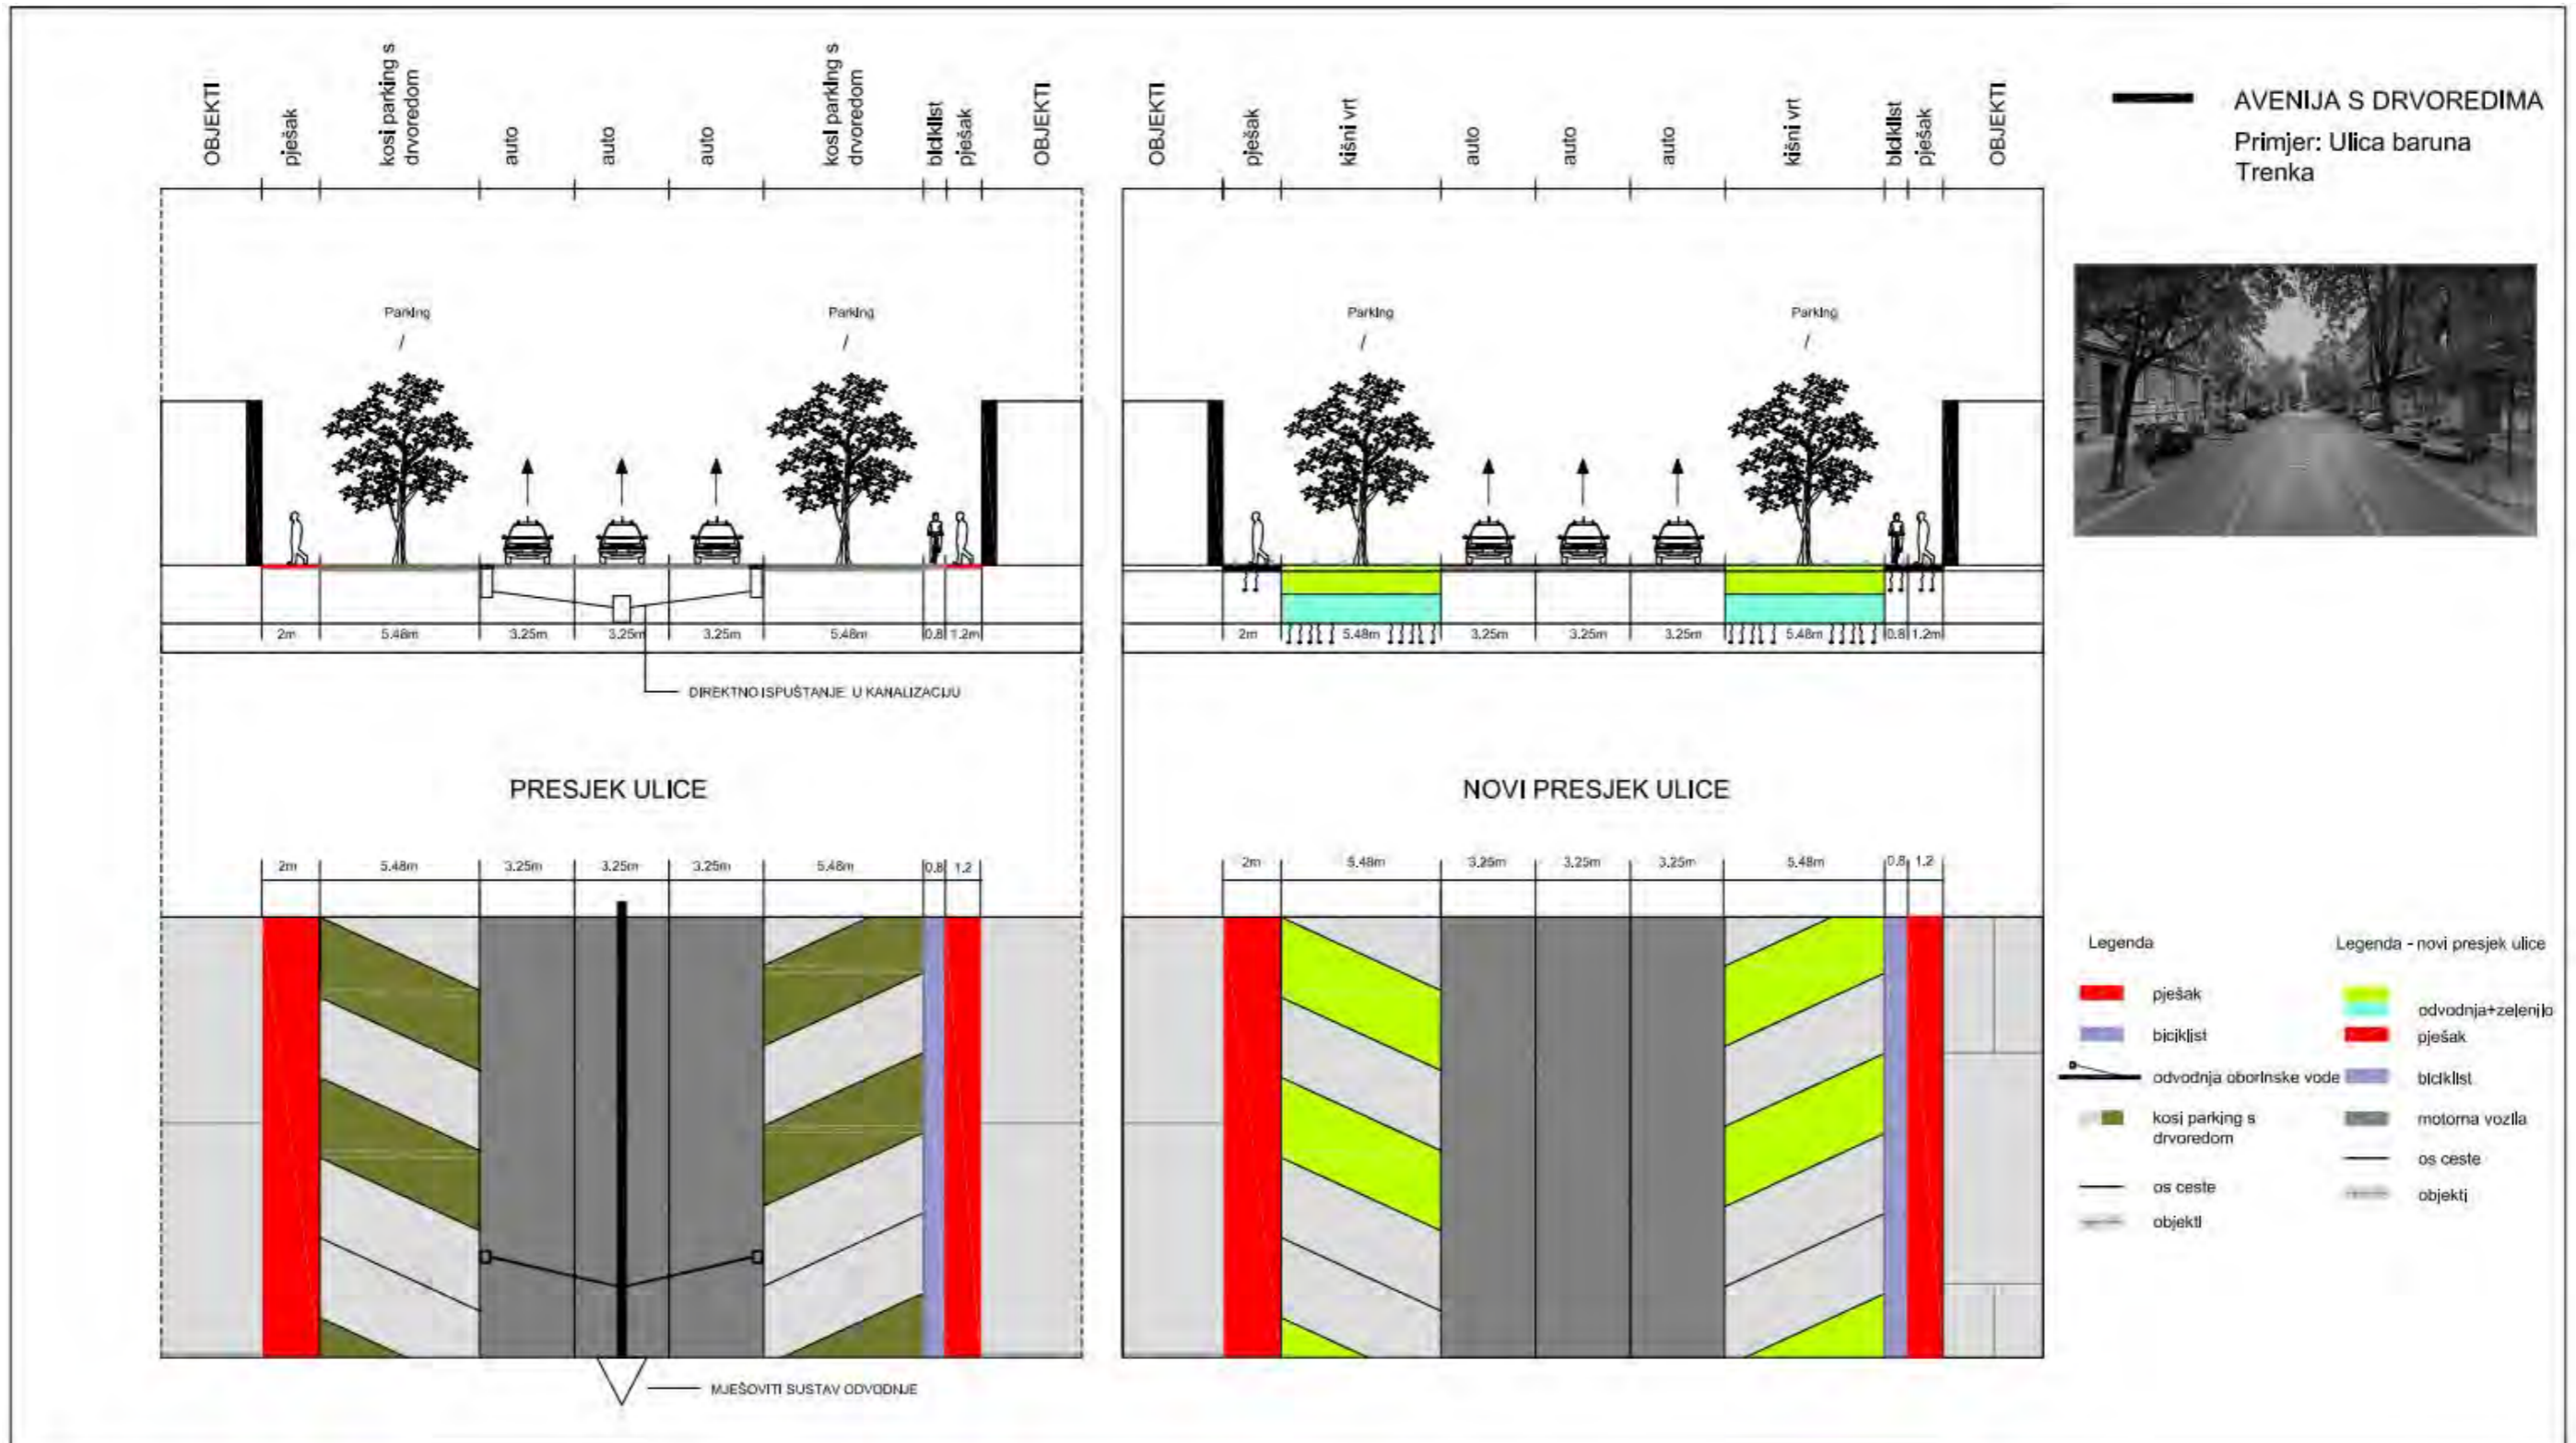 OBJEKTI
pješak
kosi parking s
drvoredom
auto
auto
auto
kosi parking s
drvoredom
biciklist
pješak
OBJEKTI
Parking
/
Parking
/
2m
5.48m
3.25m
3.25m
3.25m
5.48m
0.8
1.2m
DIREKTNO ISPUŠTANJE U KANALIZACIJU
PRESJEK ULICE
2m
5.48m
3.25m
3.25m
3.25m
5.48m
0.8
1.2
MJEŠOVITI SUSTAV ODVODNJE
OBJEKTI
pješak
kišni vrt
auto
auto
auto
kišni vrt
biciklist
pješak
OBJEKTI
Parking
/
Parking
/
2m
5.48m
3.25m
3.25m
3.25m
5.48m
0.8
1.2m
NOVI PRESJEK ULICE
2m
5.48m
3.25m
3.25m
3.25m
5.48m
0.8
1.2
AVENIJA S DRVOREDIMA
Primjer: Ulica baruna
Trenka
Legenda
pješak
biciklist
odvodnja oborinske vode
kosi parking s
drvoredom
os ceste
objekti
Legenda - novi presjek ulice
odvodnja+zelenilo
pješak
biciklist
motorna vozila
os ceste
objekti